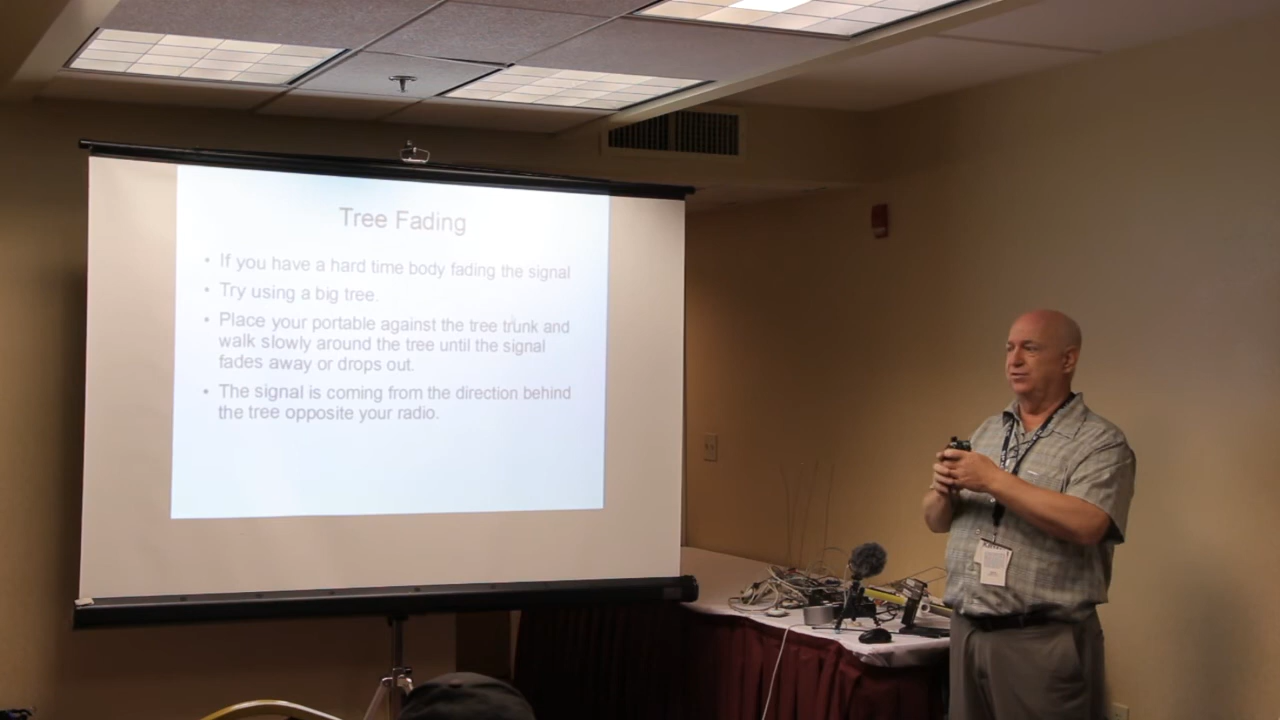 Tree Fading
• If you have a hard time body fading the signal
• Try using a big tree.
• Place your portable against the tree trunk and
walk slowly around the tree until the signal
fades away or drops out.
• The signal is coming from the direction behind
the tree opposite your radio.